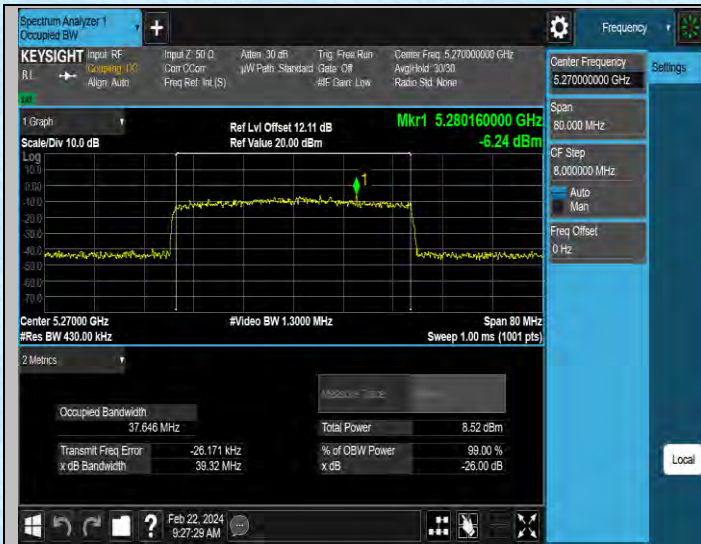 Spectrum Analyzer 1
Occupied BW
+
Frequency
KEYSIGHT
Input: RF
Coupling: DC
Align: Auto
Input Z: 50 Ω
Corr CCorr
Freq Ref: Int (S)
Atten: 30 dB
µW Path: Standard
Trig: Free Run
Gate: Off
#IF Gain: Low
Center Freq: 5.270000000 GHz
Avg|Hold: 30/30
Radio Std: None
Center Frequency
5.270000000 GHz
Settings
Span
80.000 MHz
CF Step
8.000000 MHz
Auto
Man
Freq Offset
0 Hz
1 Graph
Scale/Div 10.0 dB
Ref Lvl Offset 12.11 dB
Ref Value 20.00 dBm
Mkr1 5.280160000 GHz
-6.24 dBm
Log
10.0
0.00
-10.0
-20.0
-30.0
-40.0
-50.0
-60.0
-70.0
1
Center 5.27000 GHz
#Res BW 430.00 kHz
#Video BW 1.3000 MHz
Span 80 MHz
Sweep 1.00 ms (1001 pts)
2 Metrics
Measure Trace
Occupied Bandwidth
37.646 MHz
Total Power
8.52 dBm
Transmit Freq Error
-26.171 kHz
% of OBW Power
99.00 %
x dB Bandwidth
39.32 MHz
x dB
-26.00 dB
Local
?
Feb 22, 2024
9:27:29 AM